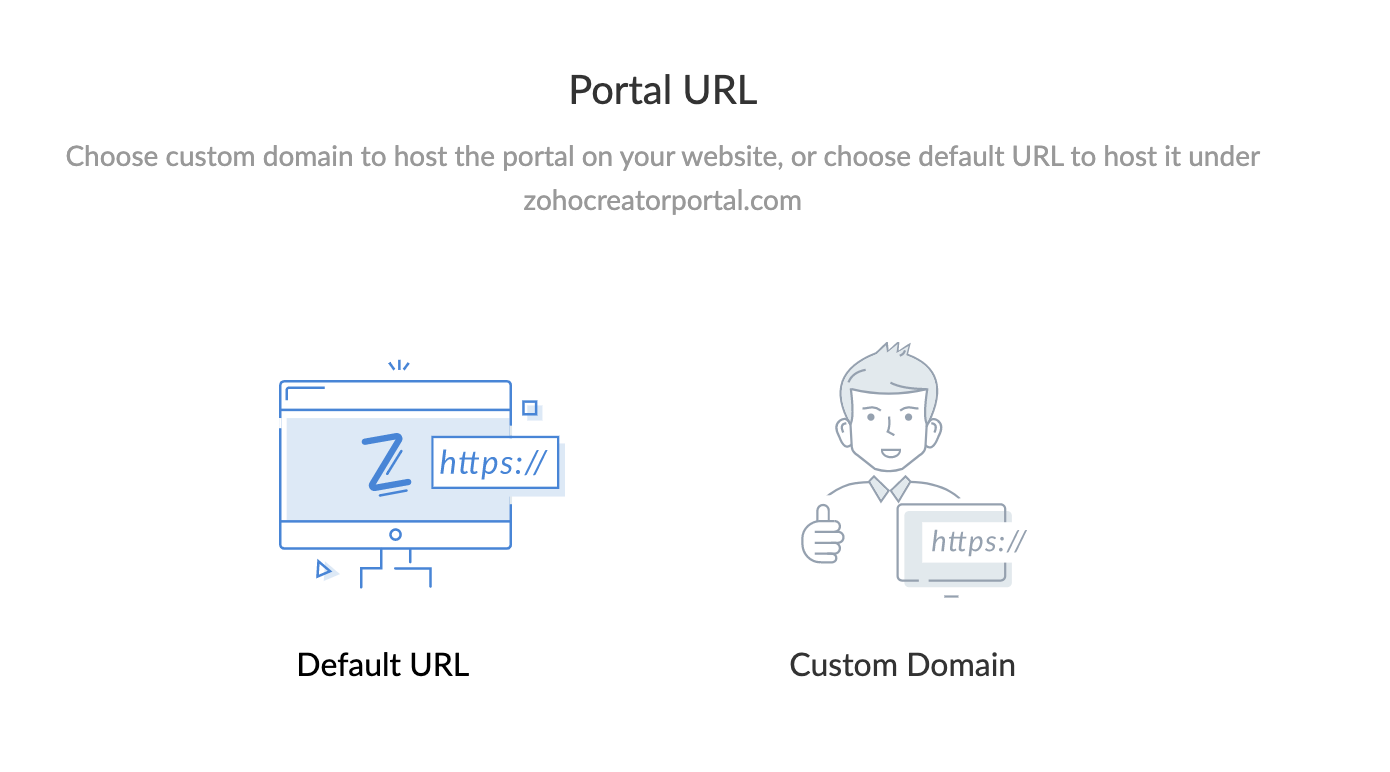 Portal URL
Choose custom domain to host the portal on your website, or choose default URL to host it under
zohocreatorportal.com
Z
https://
https://
Default URL
Custom Domain